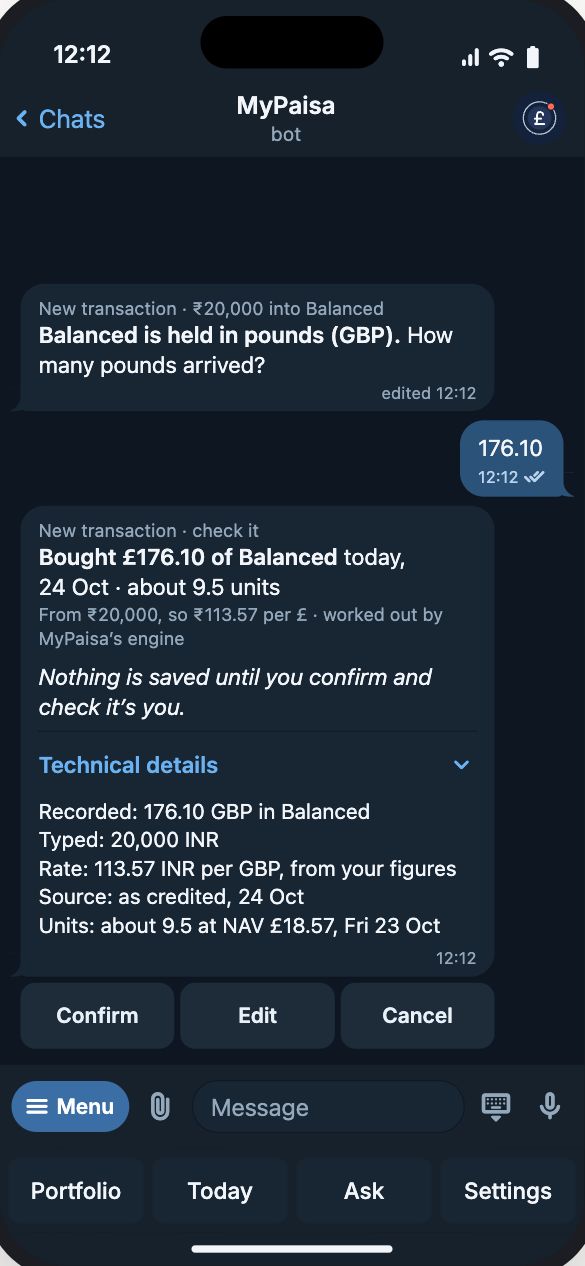 12:12
Chats
MyPaisa
bot
£
New transaction · ₹20,000 into Balanced
Balanced is held in pounds (GBP). How
many pounds arrived?
edited 12:12
176.10
12:12
New transaction · check it
Bought £176.10 of Balanced today,
24 Oct · about 9.5 units
From ₹20,000, so ₹113.57 per £ · worked out by
MyPaisa’s engine
Nothing is saved until you confirm and
check it’s you.
Technical details
Recorded: 176.10 GBP in Balanced
Typed: 20,000 INR
Rate: 113.57 INR per GBP, from your figures
Source: as credited, 24 Oct
Units: about 9.5 at NAV £18.57, Fri 23 Oct
12:12
Confirm
Edit
Cancel
Menu
Message
Portfolio
Today
Ask
Settings